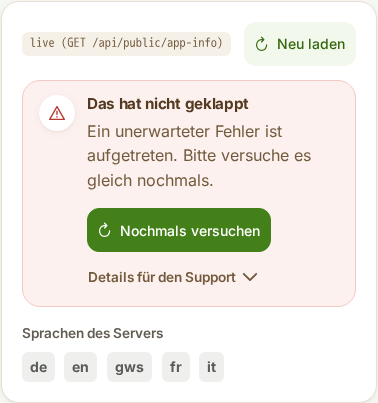 live (GET /api/public/app-info)
Neu laden
Das hat nicht geklappt
Ein unerwarteter Fehler ist
aufgetreten. Bitte versuche es
gleich nochmals.
Nochmals versuchen
Details für den Support
Sprachen des Servers
de en gws fr it